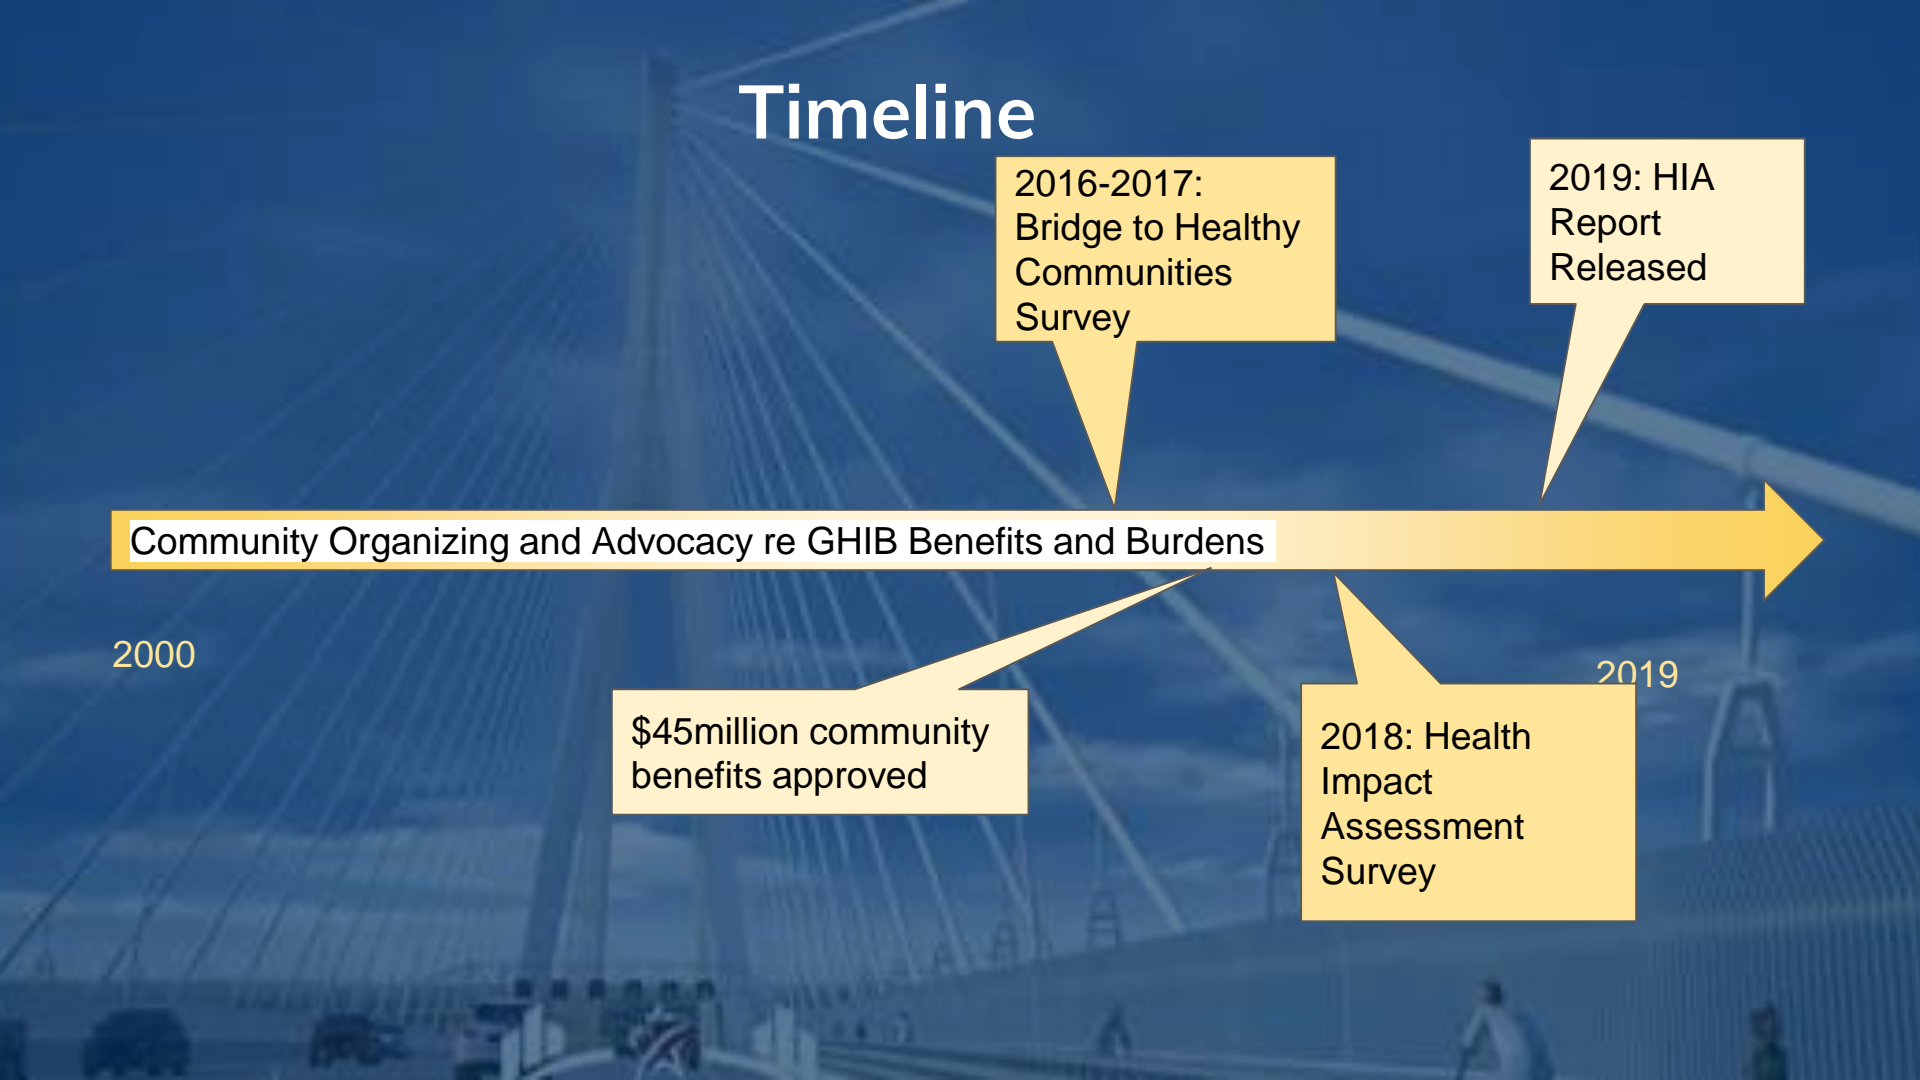 Timeline
2016-2017:
Bridge to Healthy
Communities
Survey
2019: HIA
Report
Released
Community Organizing and Advocacy re GHIB Benefits and Burdens
2000
2019
$45million community
benefits approved
2018: Health
Impact
Assessment
Survey